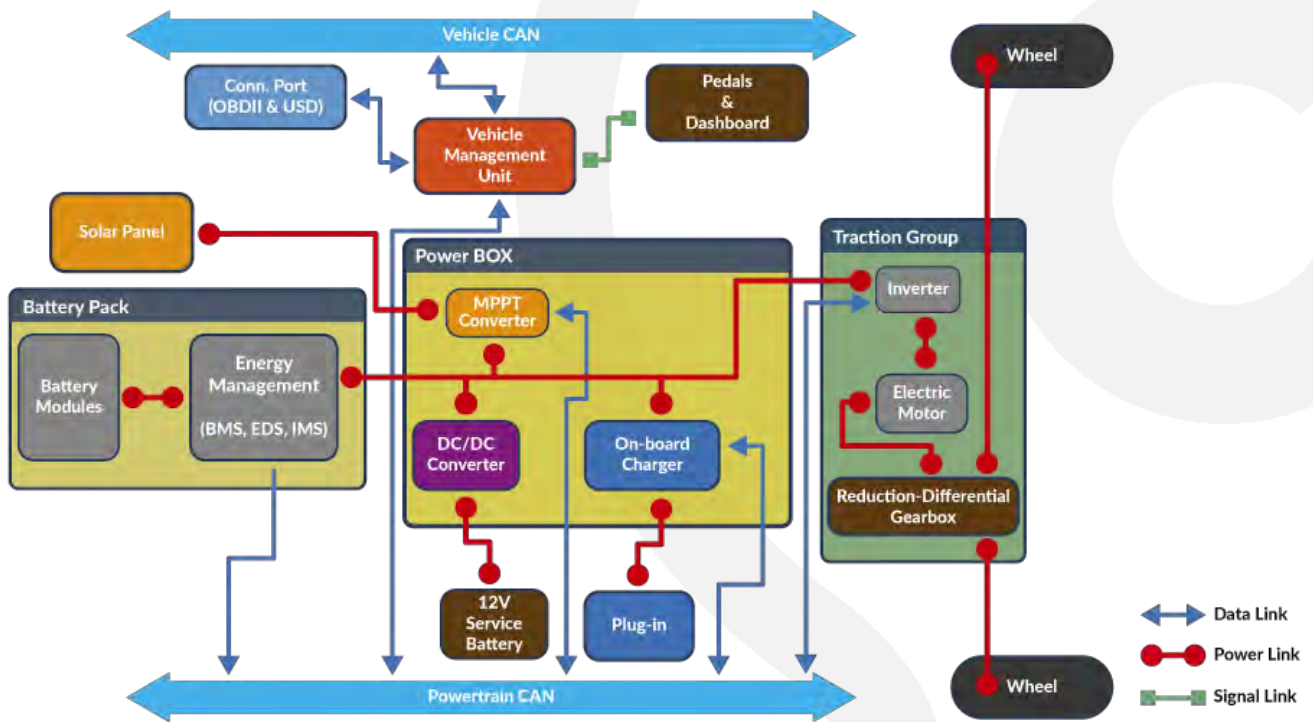 Vehicle CAN
Wheel
Conn. Port
(OBDII & USD)
Pedals
&
Dashboard
Vehicle
Management
Unit
Solar Panel
Traction Group
Power BOX
Inverter
MPPT
Converter
Battery Pack
Energy
Management
(BMS, EDS, IMS)
Battery
Modules
Electric
Motor
DC/DC
Converter
On-board
Charger
Reduction-Differential
Gearbox
12V
Service
Battery
Plug-in
Data Link
Power Link
Signal Link
Wheel
Powertrain CAN